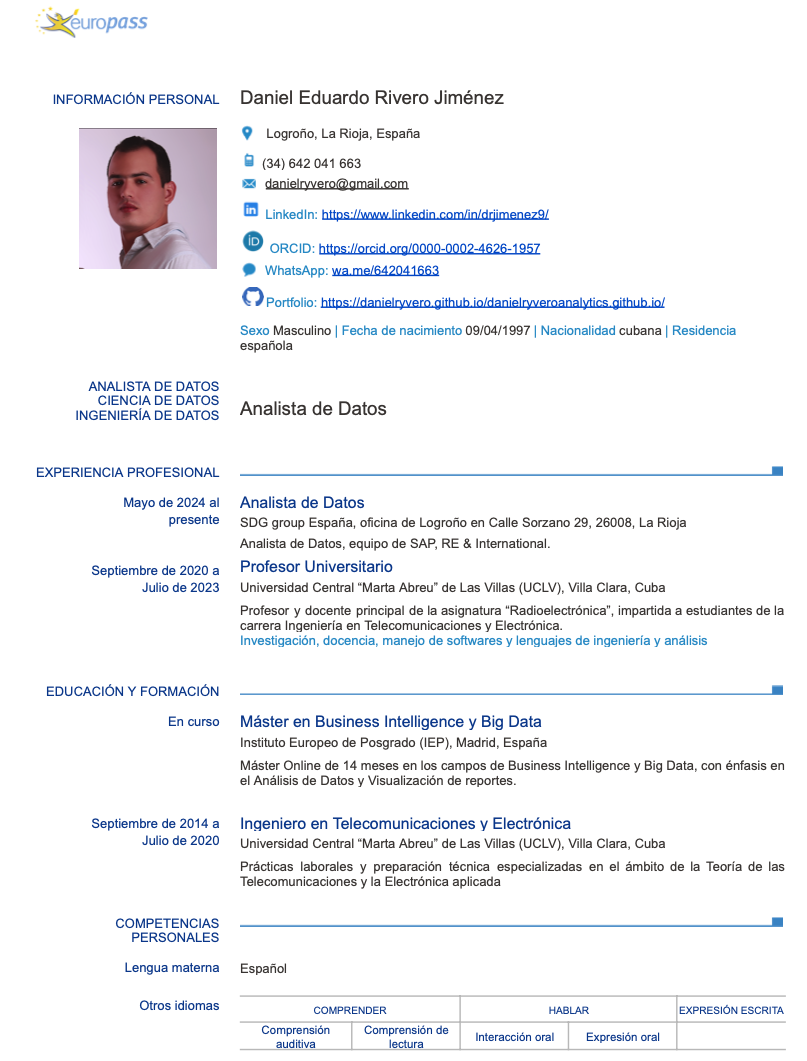 europass
INFORMACIÓN PERSONAL
Daniel Eduardo Rivero Jiménez
Logroño, La Rioja, España
(34) 642 041 663
danielryvero@gmail.com
LinkedIn: https://www.linkedin.com/in/drjimenez9/
ORCID: https://orcid.org/0000-0002-4626-1957
WhatsApp: wa.me/642041663
Portfolio: https://danielryvero.github.io/danielryveroanalytics.github.io/
Sexo Masculino | Fecha de nacimiento 09/04/1997 | Nacionalidad cubana | Residencia
española
ANALISTA DE DATOS
CIENCIA DE DATOS
INGENIERÍA DE DATOS
Analista de Datos
EXPERIENCIA PROFESIONAL
Mayo de 2024 al
presente
Analista de Datos
SDG group España, oficina de Logroño en Calle Sorzano 29, 26008, La Rioja
Analista de Datos, equipo de SAP, RE & International.
Septiembre de 2020 a
Julio de 2023
Profesor Universitario
Universidad Central “Marta Abreu” de Las Villas (UCLV), Villa Clara, Cuba
Profesor y docente principal de la asignatura “Radioelectrónica”, impartida a estudiantes de la
carrera Ingeniería en Telecomunicaciones y Electrónica.
Investigación, docencia, manejo de softwares y lenguajes de ingeniería y análisis
EDUCACIÓN Y FORMACIÓN
En curso
Máster en Business Intelligence y Big Data
Instituto Europeo de Posgrado (IEP), Madrid, España
Máster Online de 14 meses en los campos de Business Intelligence y Big Data, con énfasis en
el Análisis de Datos y Visualización de reportes.
Septiembre de 2014 a
Julio de 2020
Ingeniero en Telecomunicaciones y Electrónica
Universidad Central “Marta Abreu” de Las Villas (UCLV), Villa Clara, Cuba
Prácticas laborales y preparación técnica especializadas en el ámbito de la Teoría de las
Telecomunicaciones y la Electrónica aplicada
COMPETENCIAS
PERSONALES
Lengua materna
Español
Otros idiomas
COMPRENDER HABLAR EXPRESIÓN ESCRITA
Comprensión auditiva Comprensión de lectura Interacción oral Expresión oral